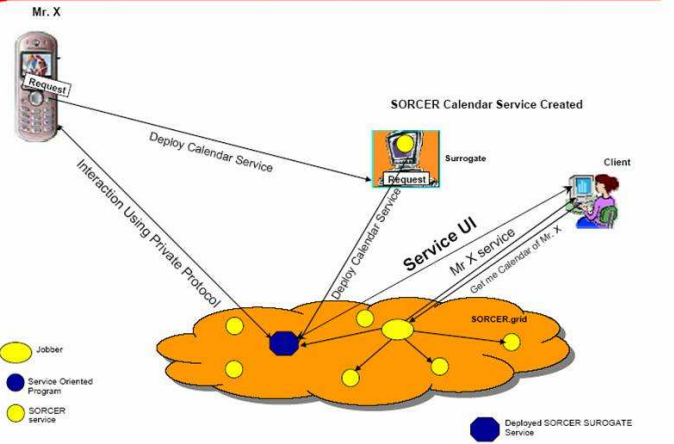 Mr. X
Request
SORCER Calendar Service Created
Deploy Calendar Service
Surrogate
Request
Client
Interaction Using Private Protocol
Deploy Calendar Service
Service UI
Mr X service
Get me Calendar of Mr. X
SORCER.grid
Jobber
Service Oriented
Program
SORCER
service
Deployed SORCER SUROGATE
Service